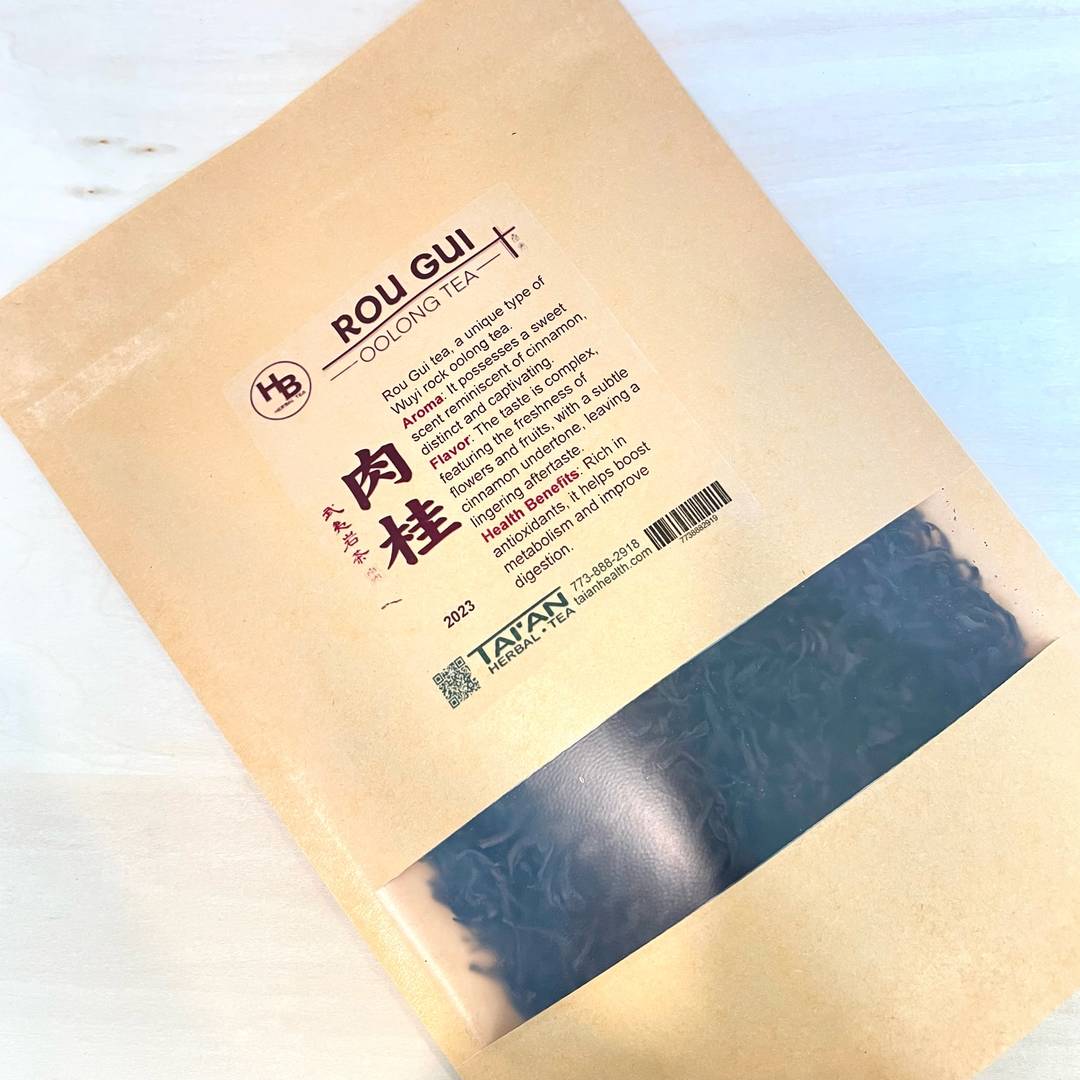 ROU GUI
—OOLONG TEA—
HB
HERBAL TEA
Rou Gui tea, a unique type of
Wuyi rock oolong tea.
Aroma: It possesses a sweet
scent reminiscent of cinnamon,
distinct and captivating.
Flavor: The taste is complex,
featuring the freshness of
flowers and fruits, with a subtle
cinnamon undertone, leaving a
lingering aftertaste.
Health Benefits: Rich in
antioxidants, it helps boost
metabolism and improve
digestion.
肉桂
武夷岩茶
2023
TAI'AN
HERBAL • TEA
773-888-2918
taianhealth.com
7738882919